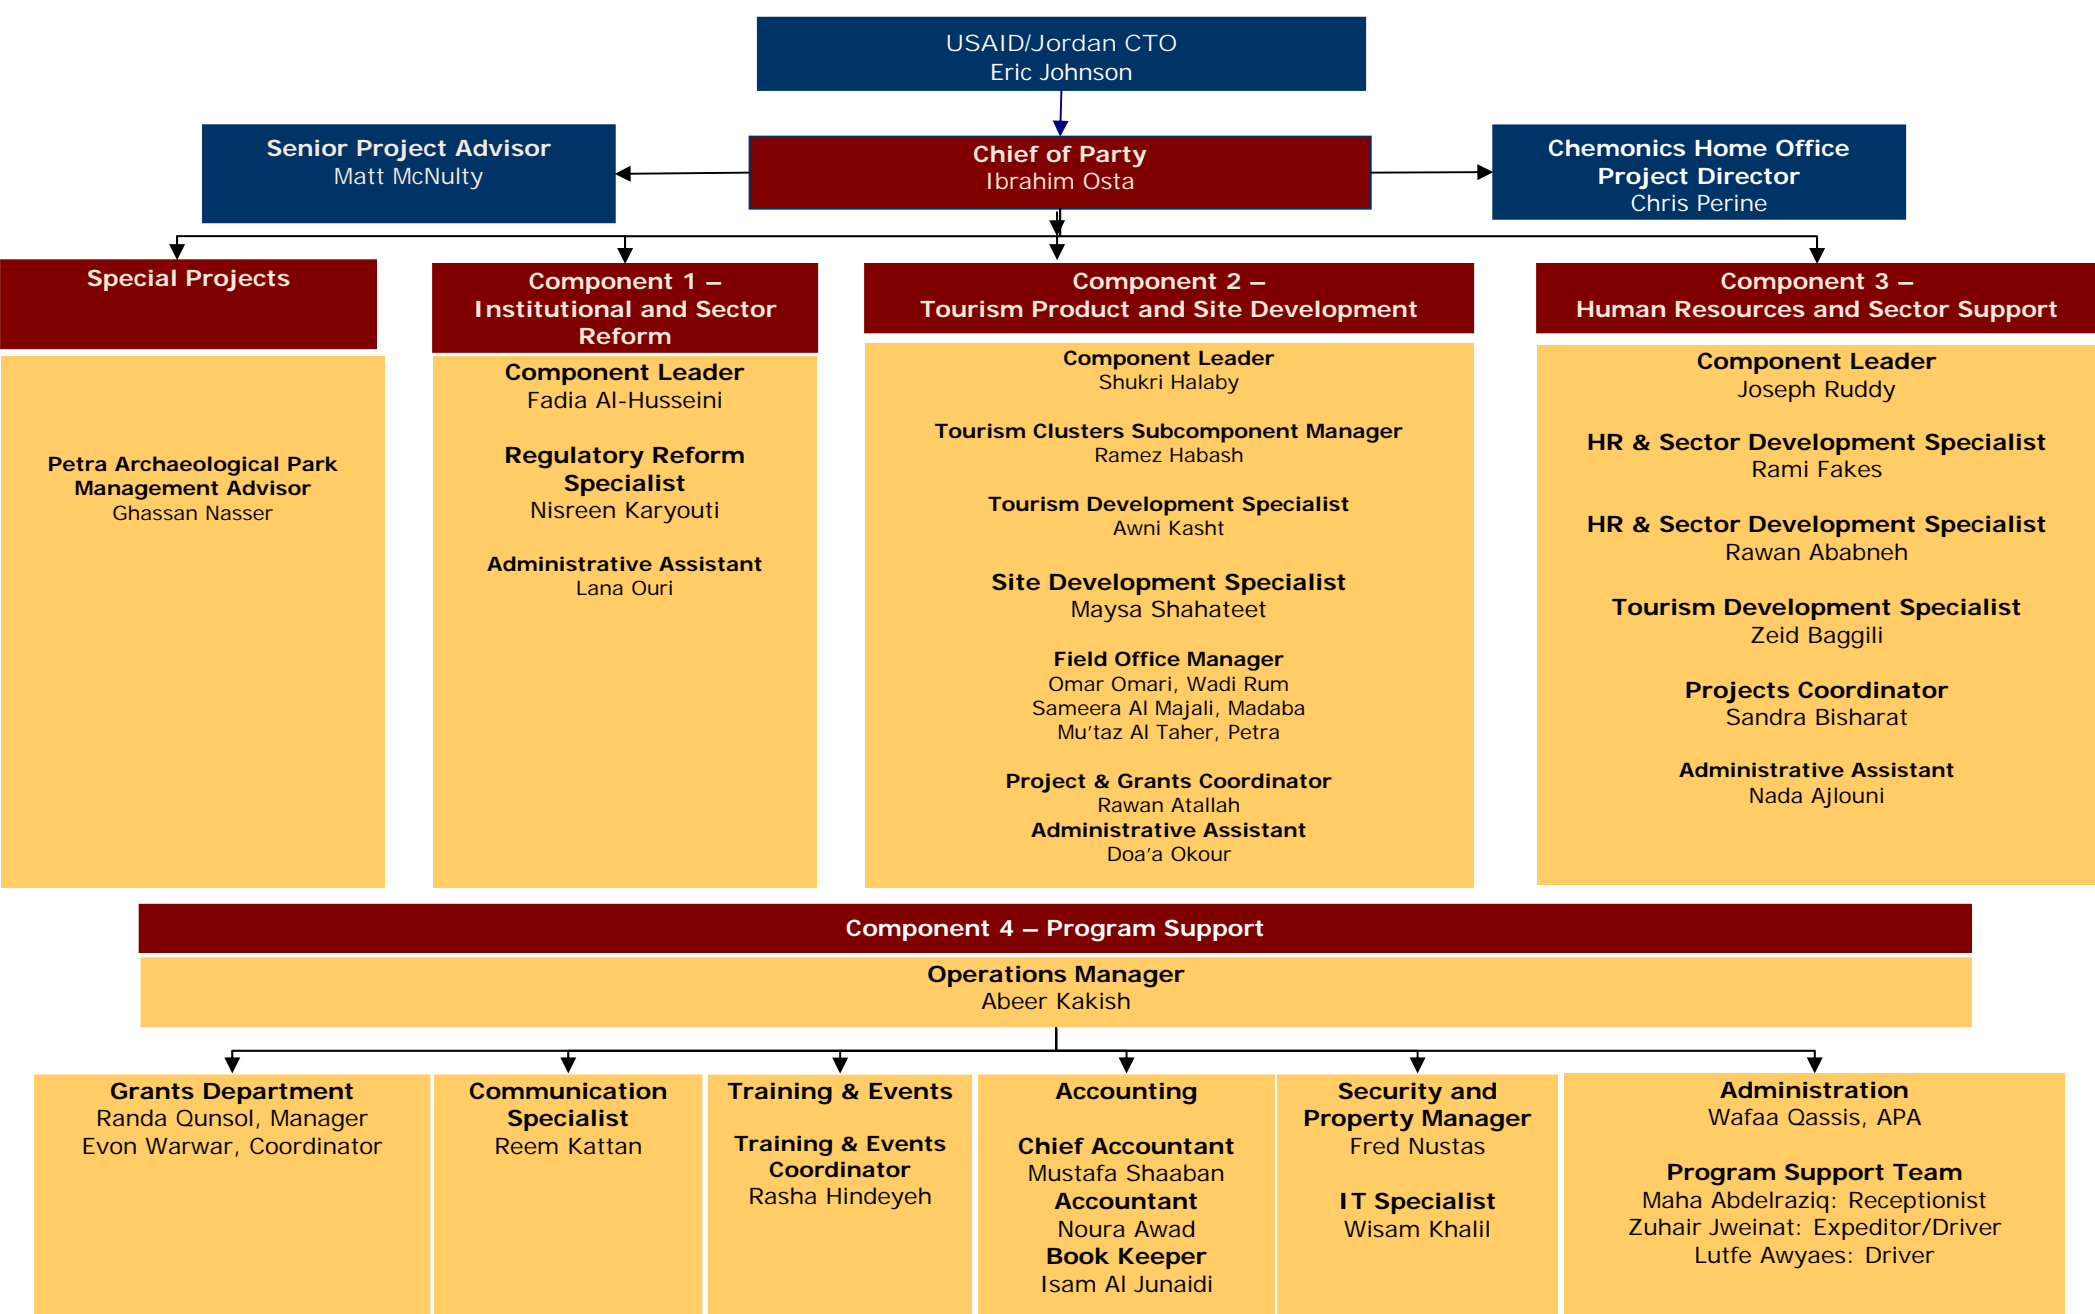 USAID/Jordan CTO
Eric Johnson
Senior Project Advisor
Matt McNulty
Chief of Party
Ibrahim Osta
Chemonics Home Office
Project Director
Chris Perine
Special Projects
Petra Archaeological Park
Management Advisor
Ghassan Nasser
Component 1 –
Institutional and Sector
Reform
Component Leader
Fadia Al-Husseini
Regulatory Reform
Specialist
Nisreen Karyouti
Administrative Assistant
Lana Ouri
Component 2 –
Tourism Product and Site Development
Component Leader
Shukri Halaby
Tourism Clusters Subcomponent Manager
Ramez Habash
Tourism Development Specialist
Awni Kasht
Site Development Specialist
Maysa Shahateet
Field Office Manager
Omar Omari, Wadi Rum
Sameera Al Majali, Madaba
Mu’taz Al Taher, Petra
Project & Grants Coordinator
Rawan Atallah
Administrative Assistant
Doa’a Okour
Component 3 –
Human Resources and Sector Support
Component Leader
Joseph Ruddy
HR & Sector Development Specialist
Rami Fakes
HR & Sector Development Specialist
Rawan Ababneh
Tourism Development Specialist
Zeid Baggili
Projects Coordinator
Sandra Bisharat
Administrative Assistant
Nada Ajlouni
Component 4 – Program Support
Operations Manager
Abeer Kakish
Grants Department
Randa Qunsol, Manager
Evon Warwar, Coordinator
Communication
Specialist
Reem Kattan
Training & Events
Training & Events
Coordinator
Rasha Hindeyeh
Accounting
Chief Accountant
Mustafa Shaaban
Accountant
Noura Awad
Book Keeper
Isam Al Junaidi
Security and
Property Manager
Fred Nustas
IT Specialist
Wisam Khalil
Administration
Wafaa Qassis, APA
Program Support Team
Maha Abdelraziq: Receptionist
Zuhair Jweinat: Expeditor/Driver
Lutfe Awyaes: Driver